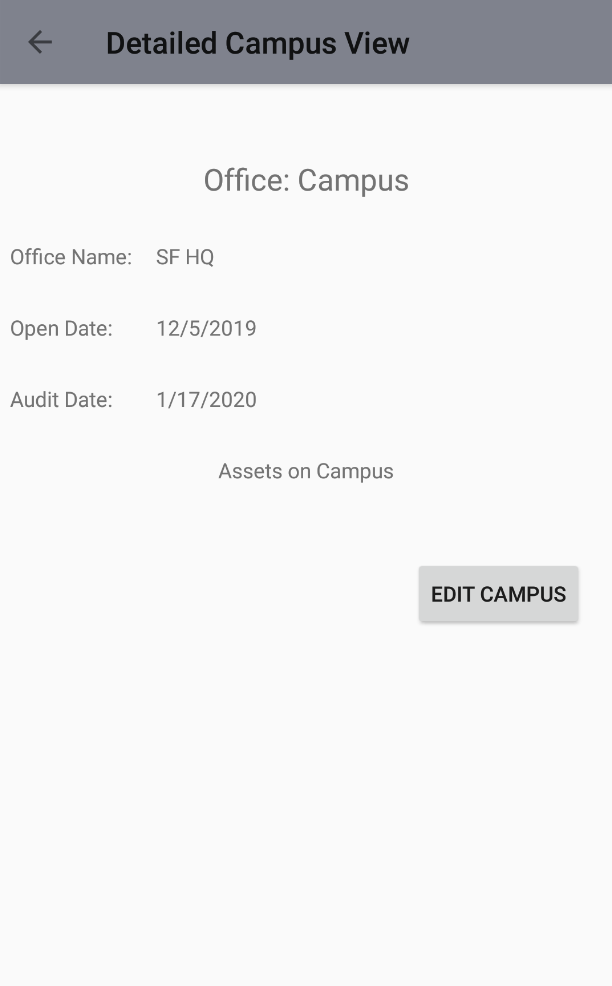 Detailed Campus View
Office: Campus
Office Name: SF HQ
Open Date: 12/5/2019
Audit Date: 1/17/2020
Assets on Campus
EDIT CAMPUS